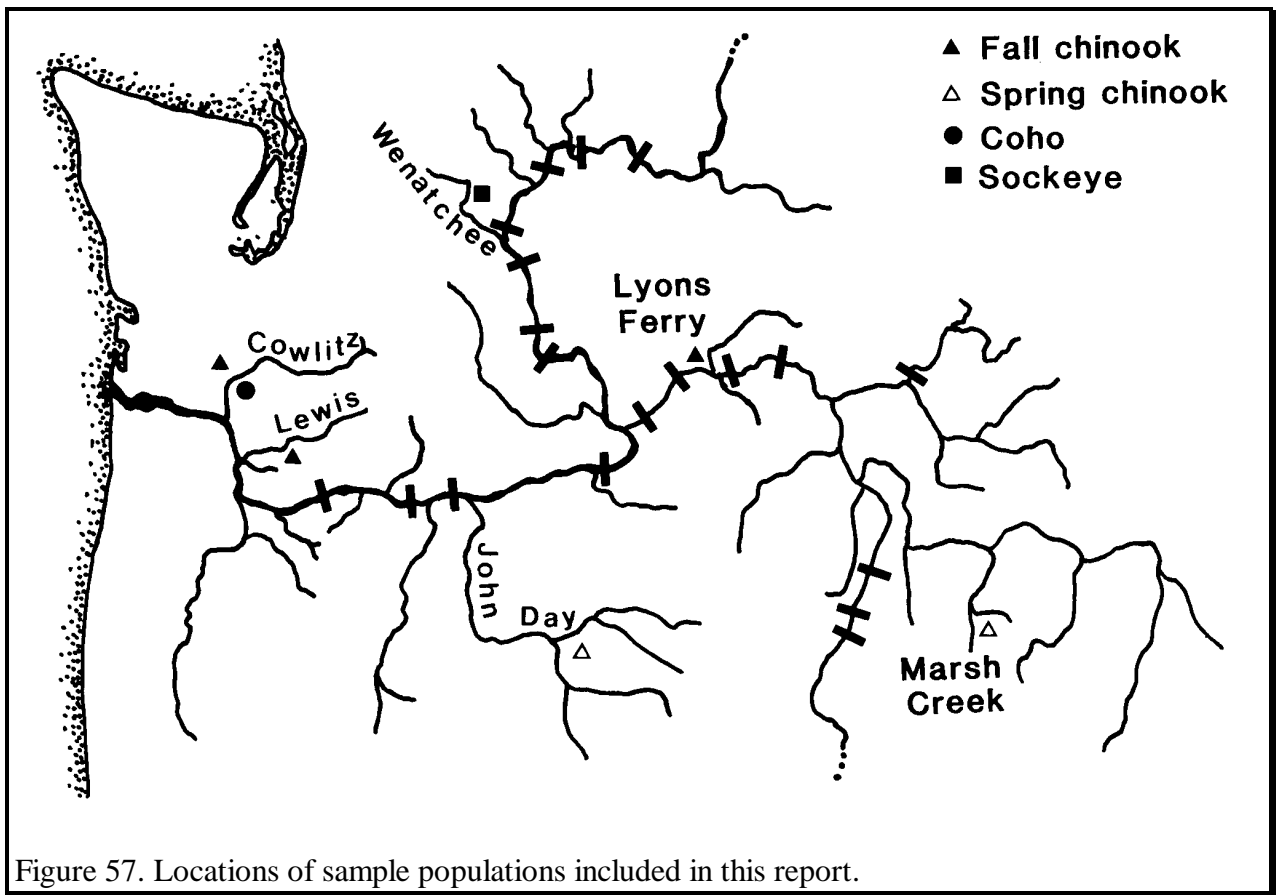 Fall chinook
Spring chinook
Coho
Sockeye
Wenatchee
Lyons
Ferry
Cowlitz
Lewis
John
Day
Marsh
Creek
Figure 57. Locations of sample populations included in this report.